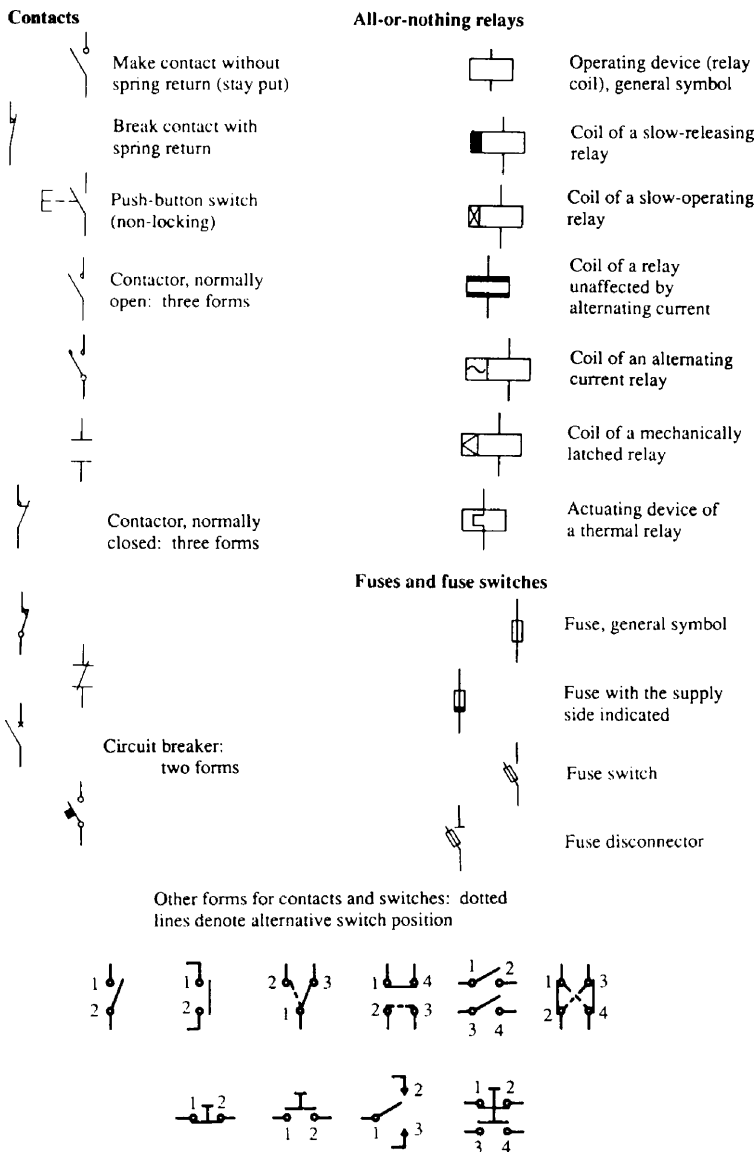 Contacts
Make contact without
spring return (stay put)
Break contact with
spring return
Push-button switch
(non-locking)
Contactor, normally
open: three forms
Contactor, normally
closed: three forms
Circuit breaker:
two forms
All-or-nothing relays
Operating device (relay
coil), general symbol
Coil of a slow-releasing
relay
Coil of a slow-operating
relay
Coil of a relay
unaffected by
alternating current
Coil of an alternating
current relay
Coil of a mechanically
latched relay
Actuating device of
a thermal relay
Fuses and fuse switches
Fuse, general symbol
Fuse with the supply
side indicated
Fuse switch
Fuse disconnector
Other forms for contacts and switches: dotted
lines denote alternative switch position
1 1 2 3 1 4 1 2 1 3
2 2 1 2 3 3 4 2 4
1 2 1 2 1 2 3 1 2 3 4